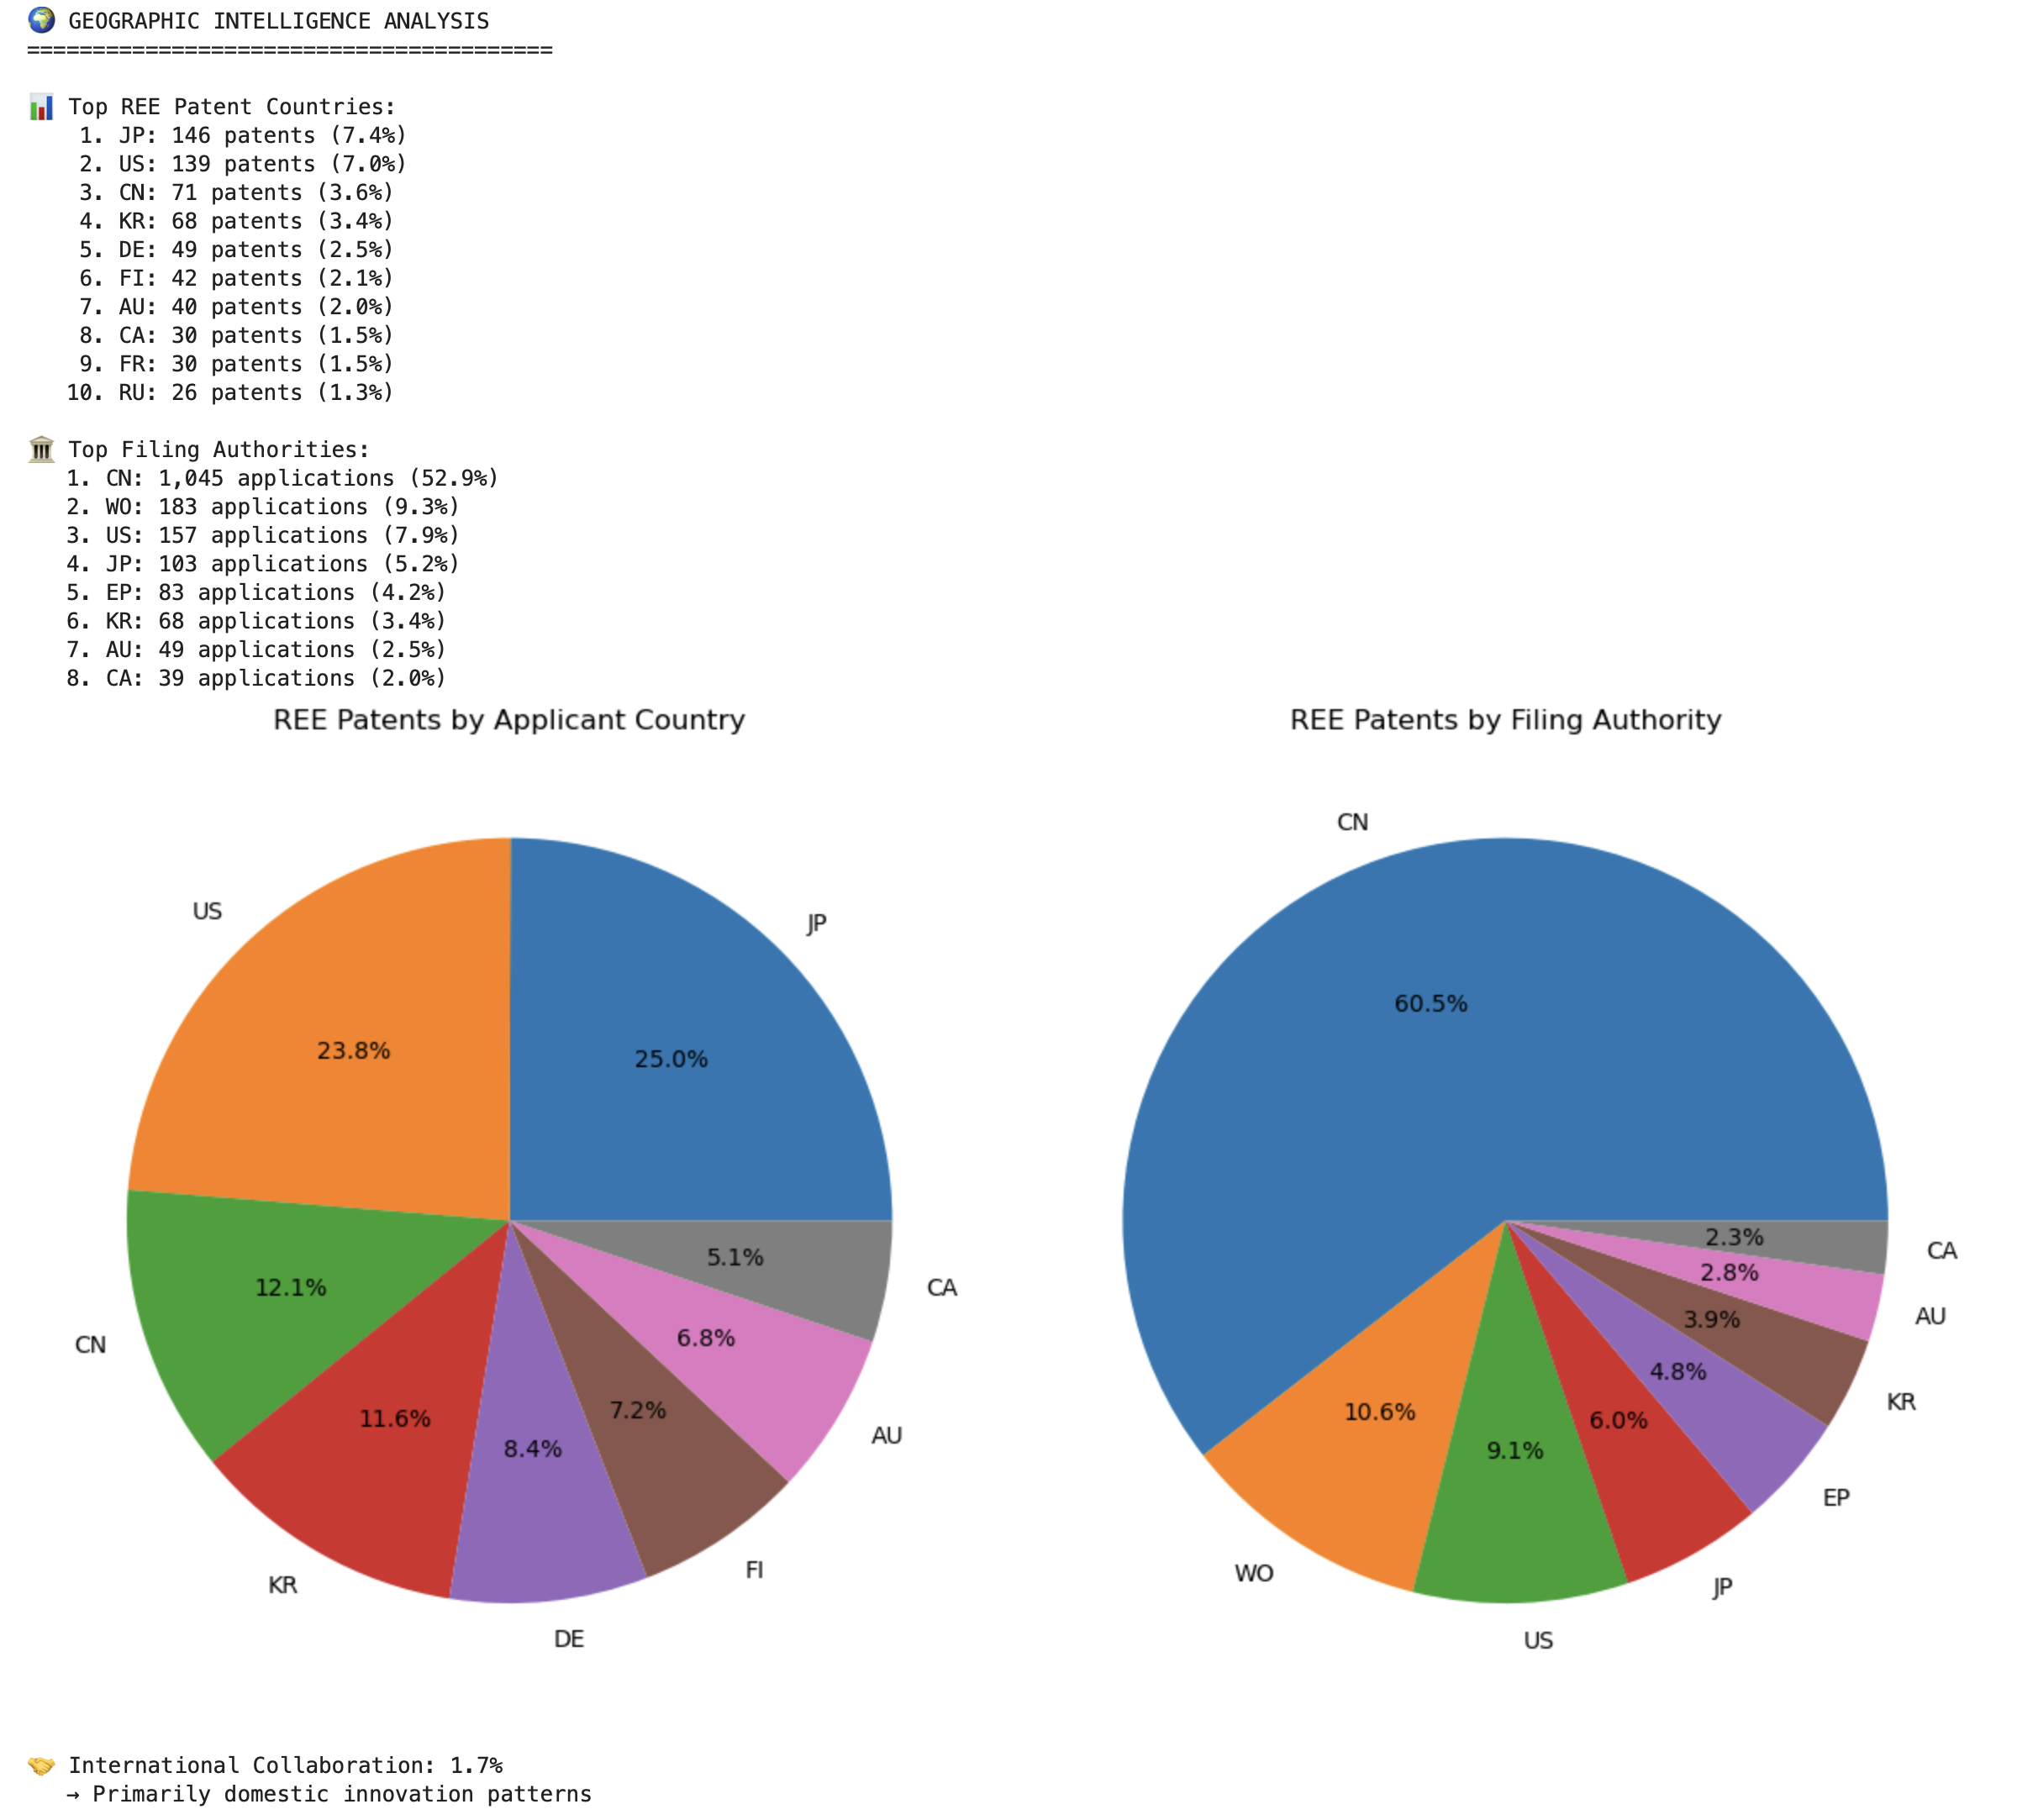 🌍 GEOGRAPHIC INTELLIGENCE ANALYSIS
========================================
📊 Top REE Patent Countries:
1. JP: 146 patents (7.4%)
2. US: 139 patents (7.0%)
3. CN: 71 patents (3.6%)
4. KR: 68 patents (3.4%)
5. DE: 49 patents (2.5%)
6. FI: 42 patents (2.1%)
7. AU: 40 patents (2.0%)
8. CA: 30 patents (1.5%)
9. FR: 30 patents (1.5%)
10. RU: 26 patents (1.3%)
🏛️ Top Filing Authorities:
1. CN: 1,045 applications (52.9%)
2. WO: 183 applications (9.3%)
3. US: 157 applications (7.9%)
4. JP: 103 applications (5.2%)
5. EP: 83 applications (4.2%)
6. KR: 68 applications (3.4%)
7. AU: 49 applications (2.5%)
8. CA: 39 applications (2.0%)
REE Patents by Applicant Country
US
JP
23.8%
25.0%
12.1%
5.1%
CA
CN
6.8%
11.6%
7.2%
8.4%
AU
KR
FI
DE
REE Patents by Filing Authority
CN
60.5%
2.3%
CA
2.8%
AU
3.9%
4.8%
KR
10.6%
6.0%
9.1%
EP
WO
JP
US
🤝 International Collaboration: 1.7%
→ Primarily domestic innovation patterns